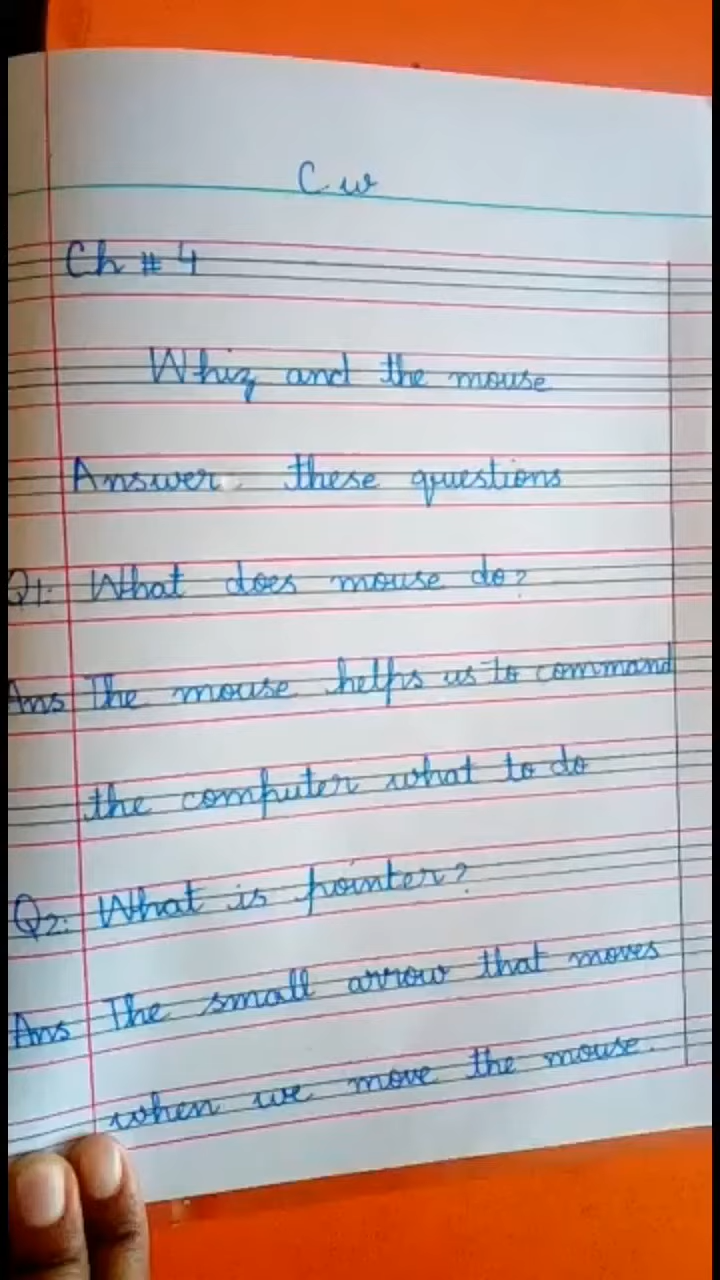 C.w
Ch # 4
Whiz and the mouse
Answer these questions
Q1: What does mouse do?
Ans The mouse helps us to command
the computer what to do
Q2: What is pointer?
Ans The small arrow that moves
when we move the mouse.